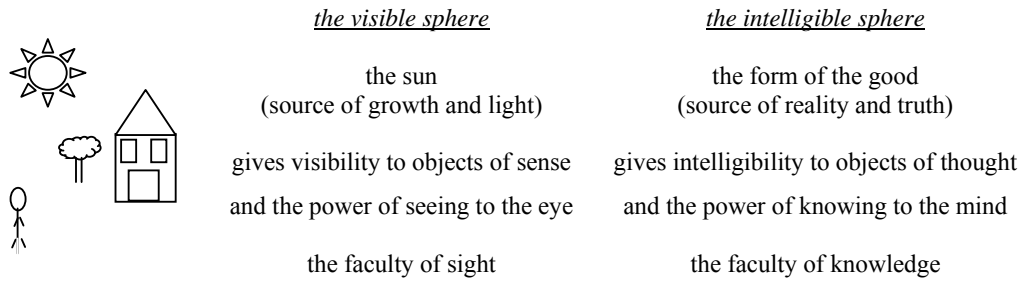 the visible sphere
the intelligible sphere
the sun
(source of growth and light)
the form of the good
(source of reality and truth)
gives visibility to objects of sense
gives intelligibility to objects of thought
and the power of seeing to the eye
and the power of knowing to the mind
the faculty of sight
the faculty of knowledge